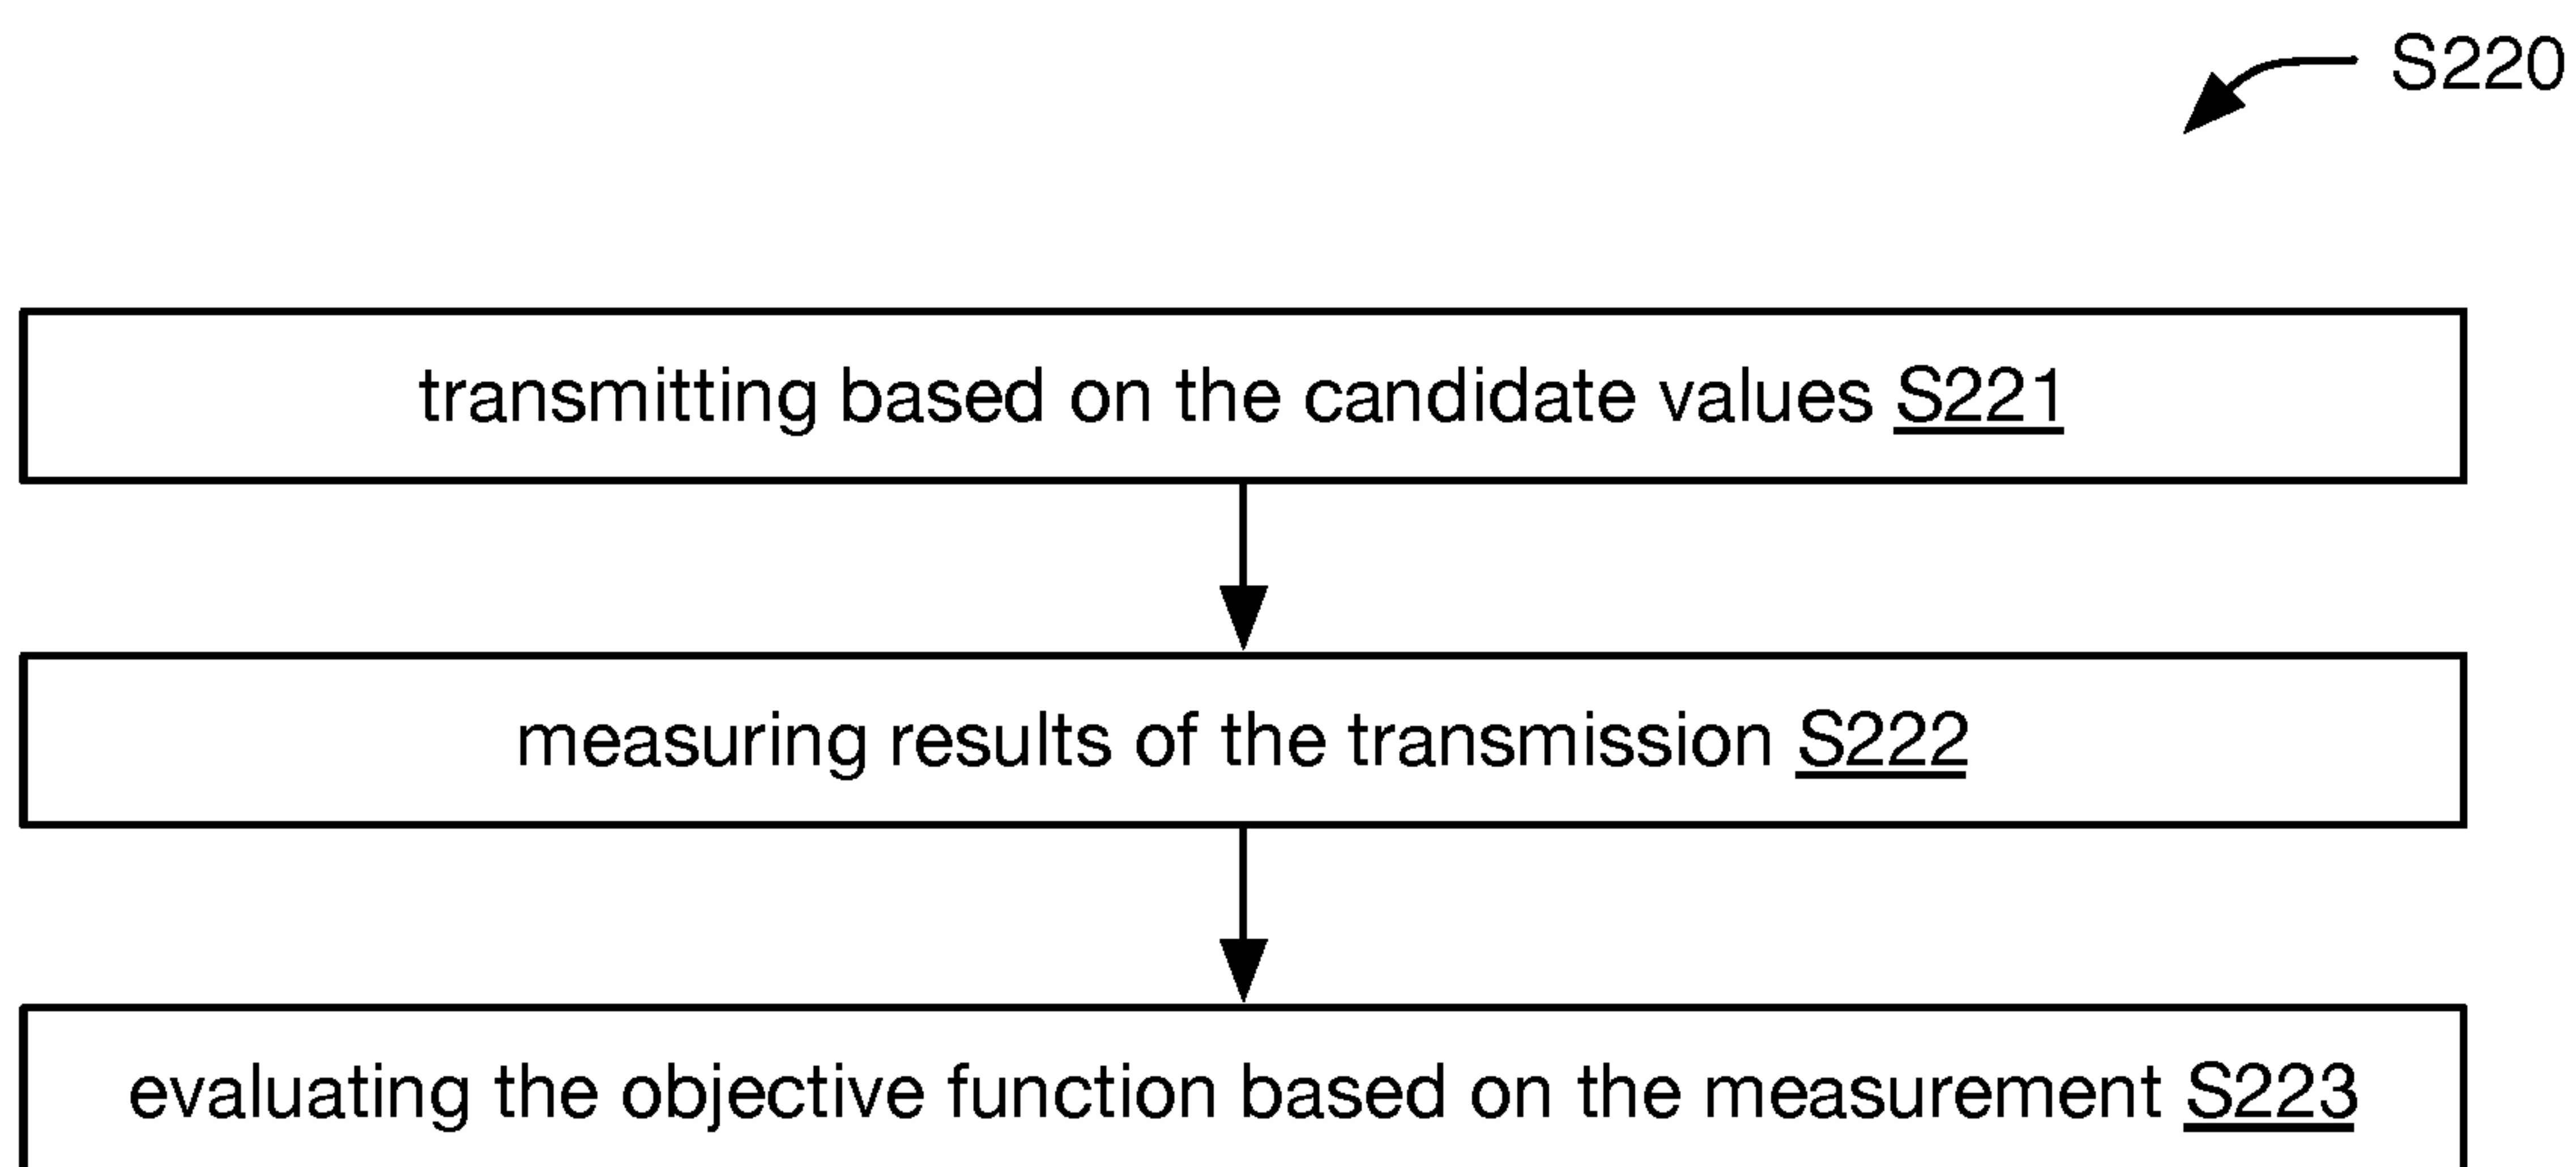 S220
transmitting based on the candidate values S221
measuring results of the transmission S222
evaluating the objective function based on the measurement S223